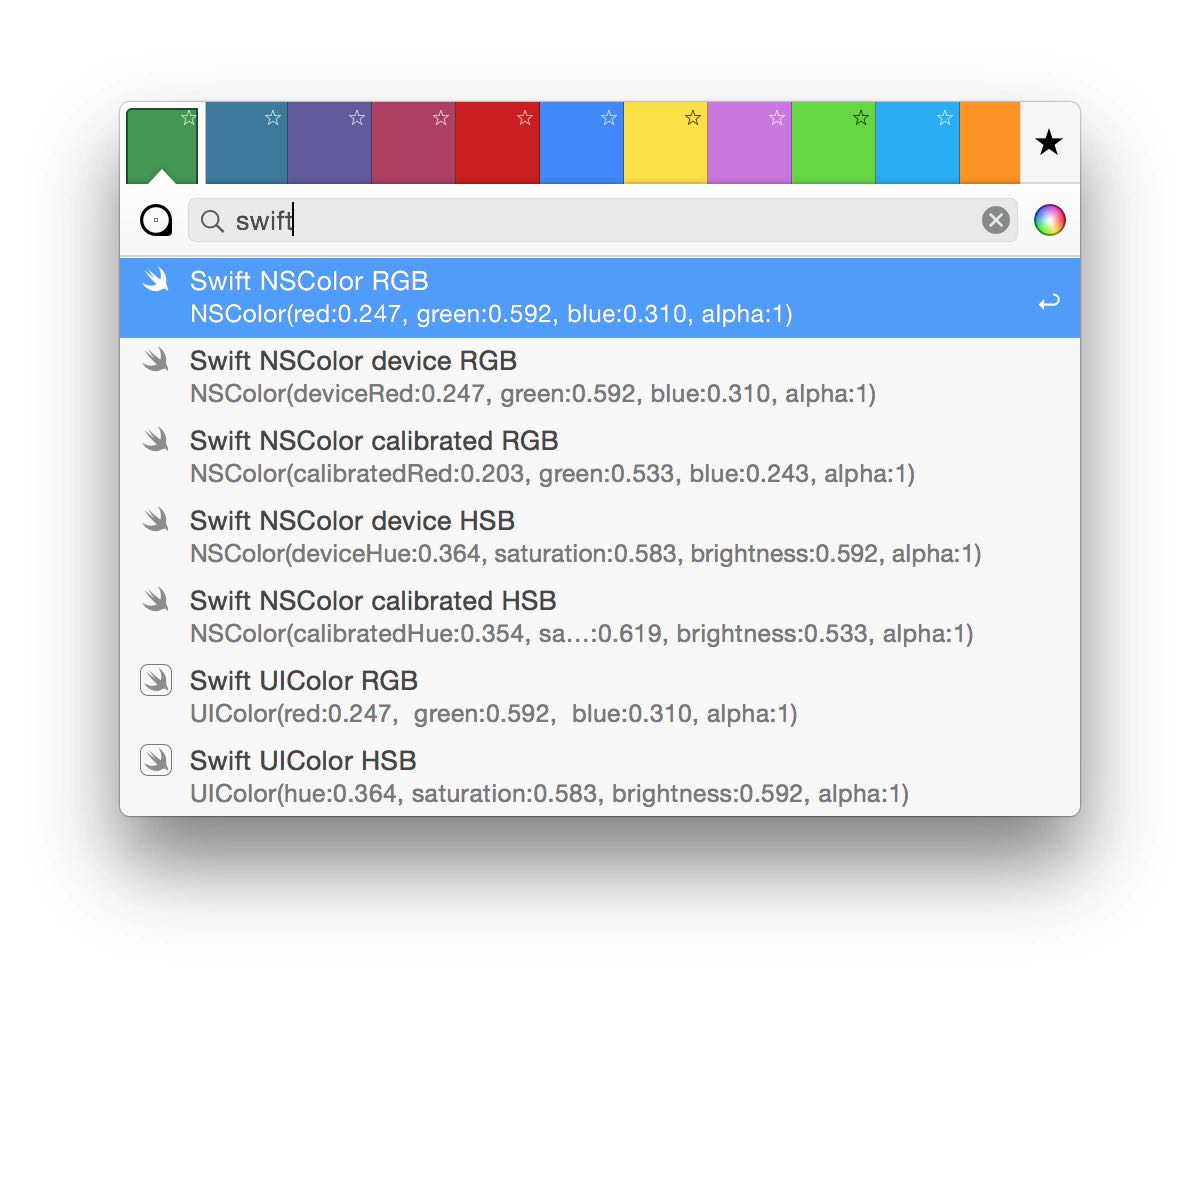 swift
Swift NSColor RGB
NSColor(red:0.247, green:0.592, blue:0.310, alpha:1)
Swift NSColor device RGB
NSColor(deviceRed:0.247, green:0.592, blue:0.310, alpha:1)
Swift NSColor calibrated RGB
NSColor(calibratedRed:0.203, green:0.533, blue:0.243, alpha:1)
Swift NSColor device HSB
NSColor(deviceHue:0.364, saturation:0.583, brightness:0.592, alpha:1)
Swift NSColor calibrated HSB
NSColor(calibratedHue:0.354, sa...:0.619, brightness:0.533, alpha:1)
Swift UIColor RGB
UIColor(red:0.247,  green:0.592,  blue:0.310, alpha:1)
Swift UIColor HSB
UIColor(hue:0.364, saturation:0.583, brightness:0.592, alpha:1)